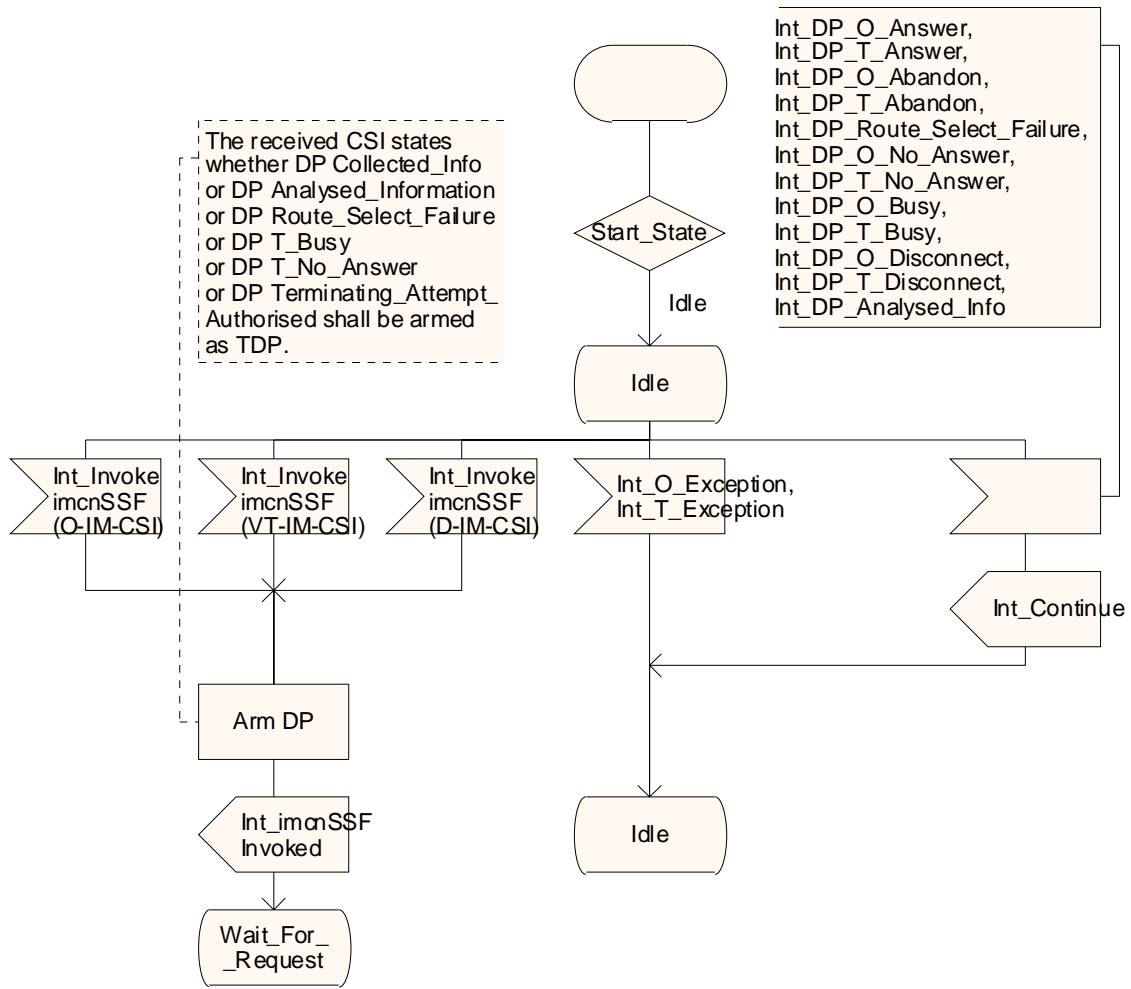 Int_DP_O_Answer,
Int_DP_T_Answer,
Int_DP_O_Abandon,
Int_DP_T_Abandon,
Int_DP_Route_Select_Failure,
Int_DP_O_No_Answer,
Int_DP_T_No_Answer,
Int_DP_O_Busy,
Int_DP_T_Busy,
Int_DP_O_Disconnect,
Int_DP_T_Disconnect,
Int_DP_Analysed_Info
The received CSI states
whether DP Collected_Info
or DP Analysed_Information
or DP Route_Select_Failure
or DP T_Busy
or DP T_No_Answer
or DP Terminating_Attempt_
Authorised shall be armed
as TDP.
Start_State
Idle
Idle
Int_Invoke
imcnSSF
(O-IM-CSI)
Int_Invoke
imcnSSF
(VT-IM-CSI)
Int_Invoke
imcnSSF
(D-IM-CSI)
Int_O_Exception,
Int_T_Exception
Int_Continue
Arm DP
Int_imcnSSF
Invoked
Idle
Wait_For_
_Request